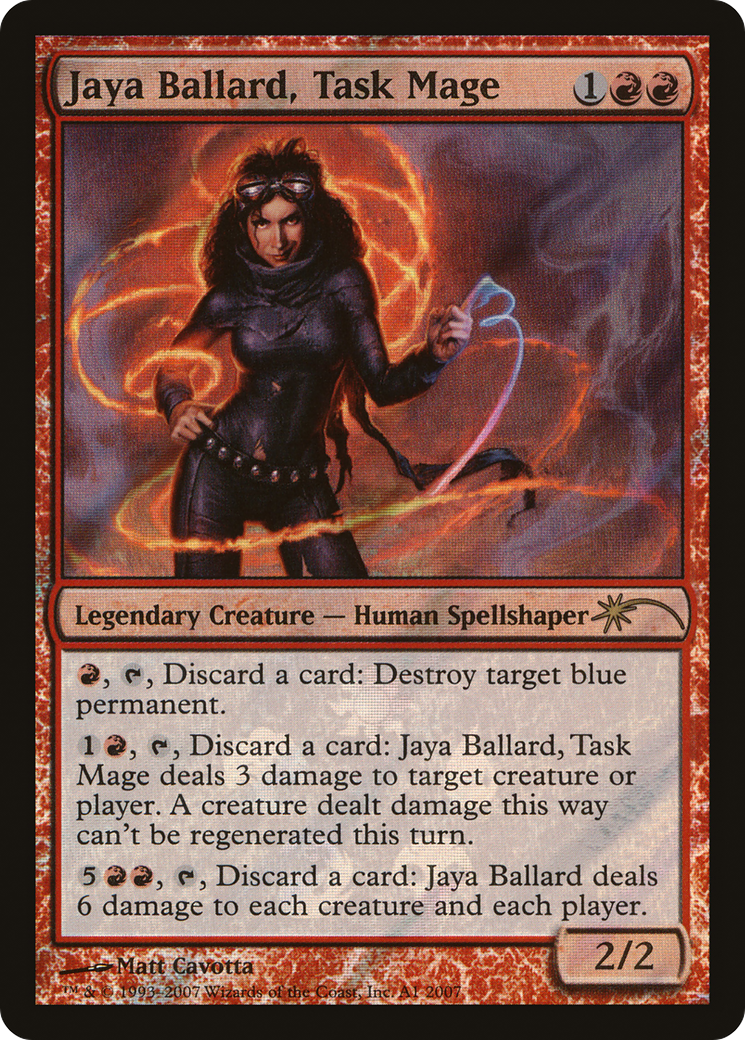 Jaya Ballard, Task Mage 1
Legendary Creature — Human Spellshaper
, , Discard a card: Destroy target blue
permanent.
1 , , Discard a card: Jaya Ballard, Task
Mage deals 3 damage to target creature or
player. A creature dealt damage this way
can't be regenerated this turn.
5 , , Discard a card: Jaya Ballard deals
6 damage to each creature and each player.
2/2
Matt Cavotta
™ & © 1993–2007 Wizards of the Coast, Inc. A1 2007